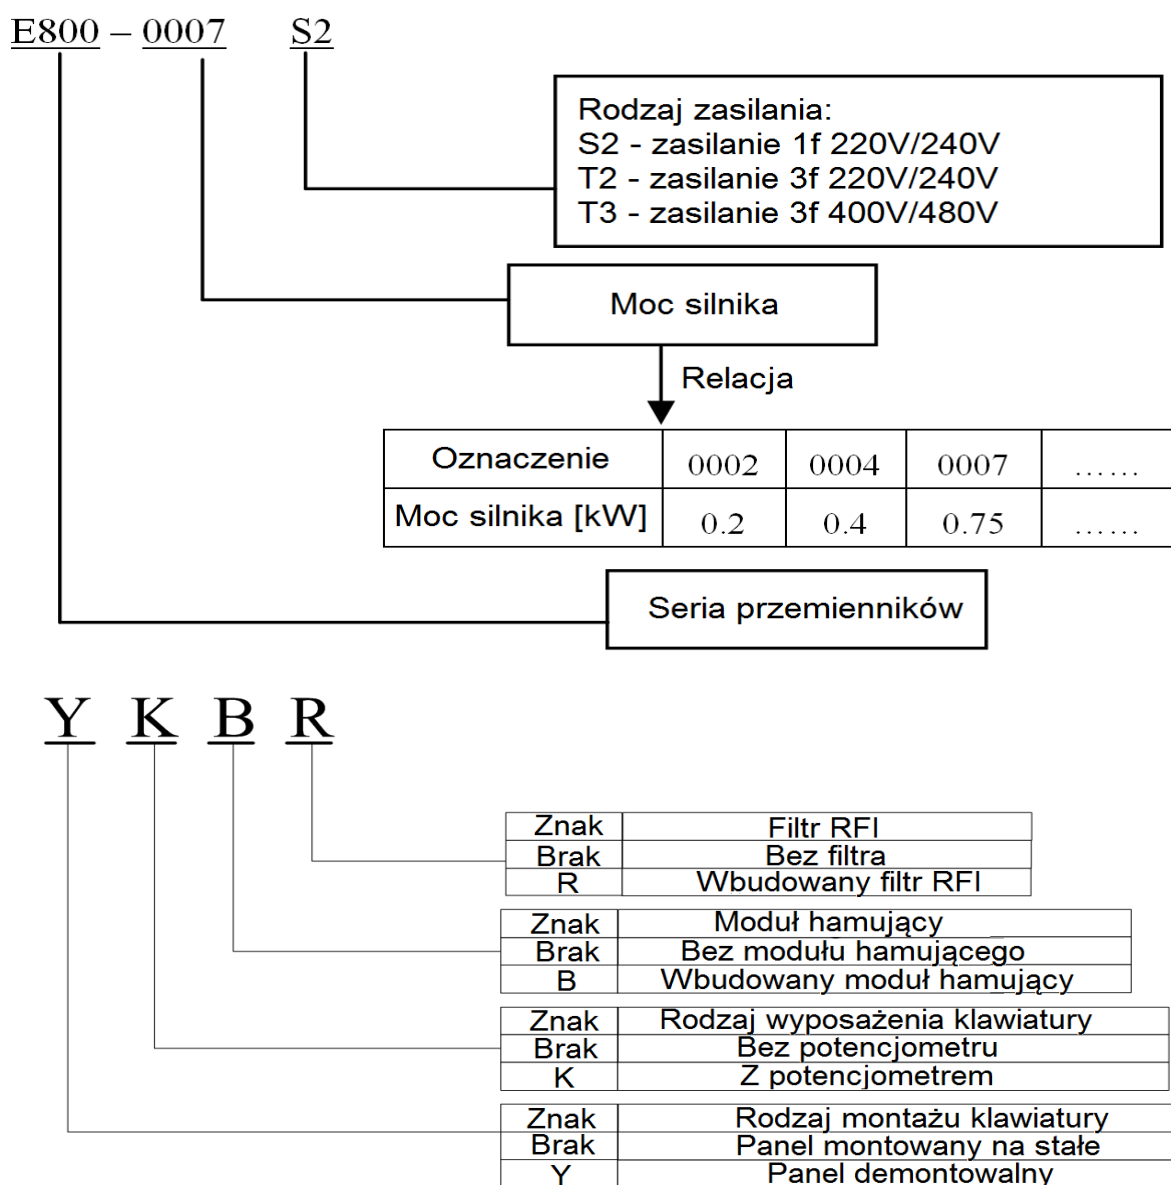 E800-0007 S2
Rodzaj zasilania:
S2 - zasilanie 1f 220V/240V
T2 - zasilanie 3f 220V/240V
T3 - zasilanie 3f 400V/480V
Moc silnika
Relacja
Oznaczenie 0002 0004 0007 ……
Moc silnika [kW] 0.2 0.4 0.75 ……
Seria przemienników
Y K B R
Znak Filtr RFI
Brak Bez filtra
R Wbudowany filtr RFI
Znak Moduł hamujący
Brak Bez modułu hamującego
B Wbudowany moduł hamujący
Znak Rodzaj wyposażenia klawiatury
Brak Bez potencjometru
K Z potencjometrem
Znak Rodzaj montażu klawiatury
Brak Panel montowany na stałe
Y Panel demontowalny